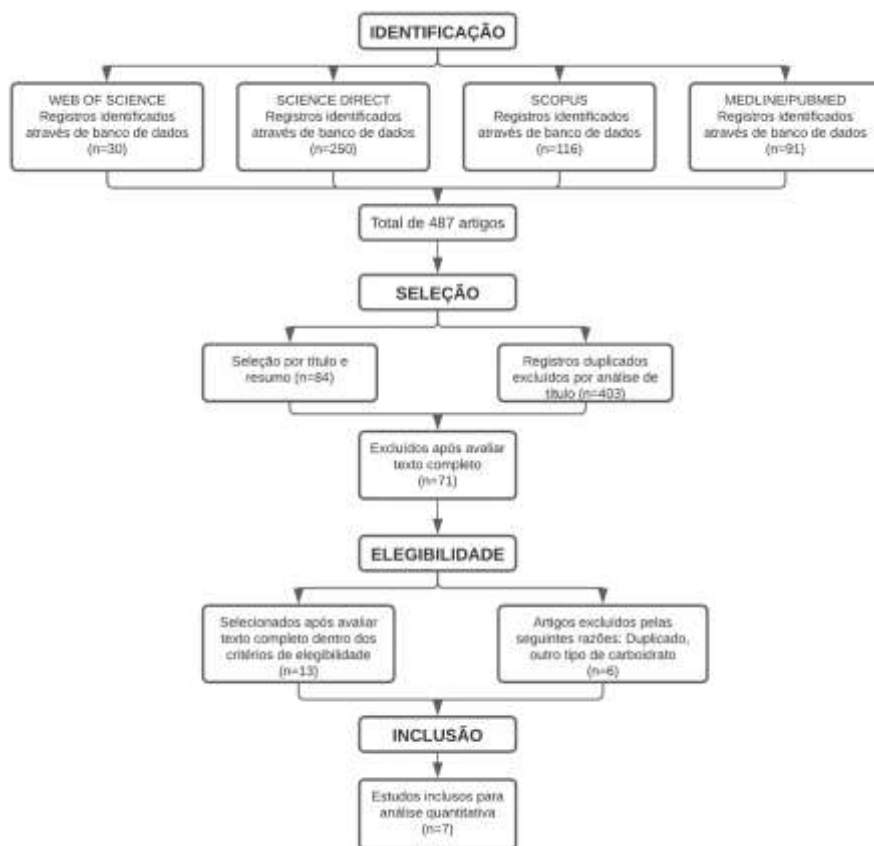 IDENTIFICAÇÃO
WEB OF SCIENCE
Registros identificados
através de banco de dados
(n=30)
SCIENCE DIRECT
Registros identificados
através de banco de dados
(n=250)
SCOPUS
Registros identificados
através de banco de dados
(n=116)
MEDLINE/PUBMED
Registros identificados
através de banco de dados
(n=91)
Total de 487 artigos
SELEÇÃO
Seleção por título e
resumo (n=84)
Registros duplicados
excluídos por análise de
título (n=403)
Excluídos após avaliar
texto completo
(n=71)
ELEGIBILIDADE
Selecionados após avaliar
texto completo dentro dos
critérios de elegibilidade
(n=13)
Artigos excluídos pelas
seguintes razões: Duplicado,
outro tipo de carboidrato
(n=6)
INCLUSÃO
Estudos inclusos para
análise quantitativa
(n=7)